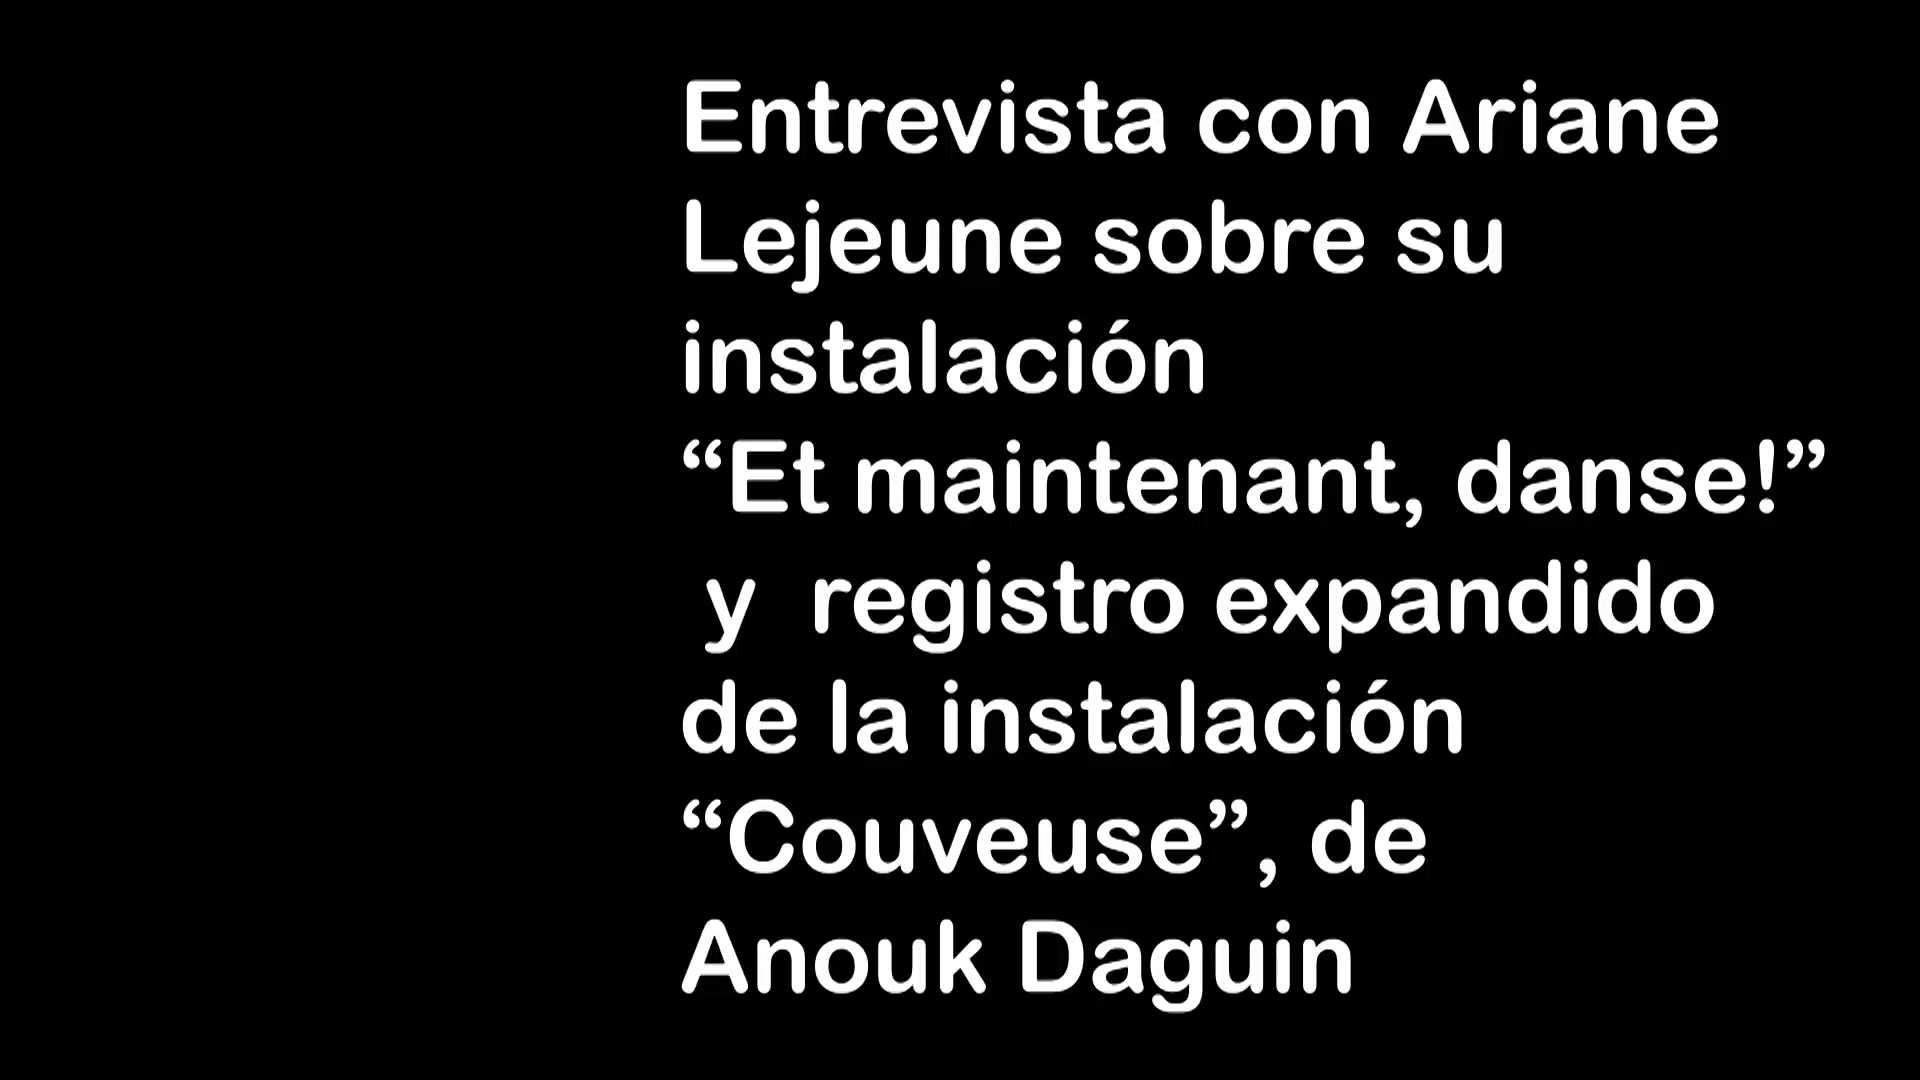 Entrevista con Ariane
Lejeune sobre su
instalación
“Et maintenant, danse!”
y registro expandido
de la instalación
“Couveuse”, de
Anouk Daguin